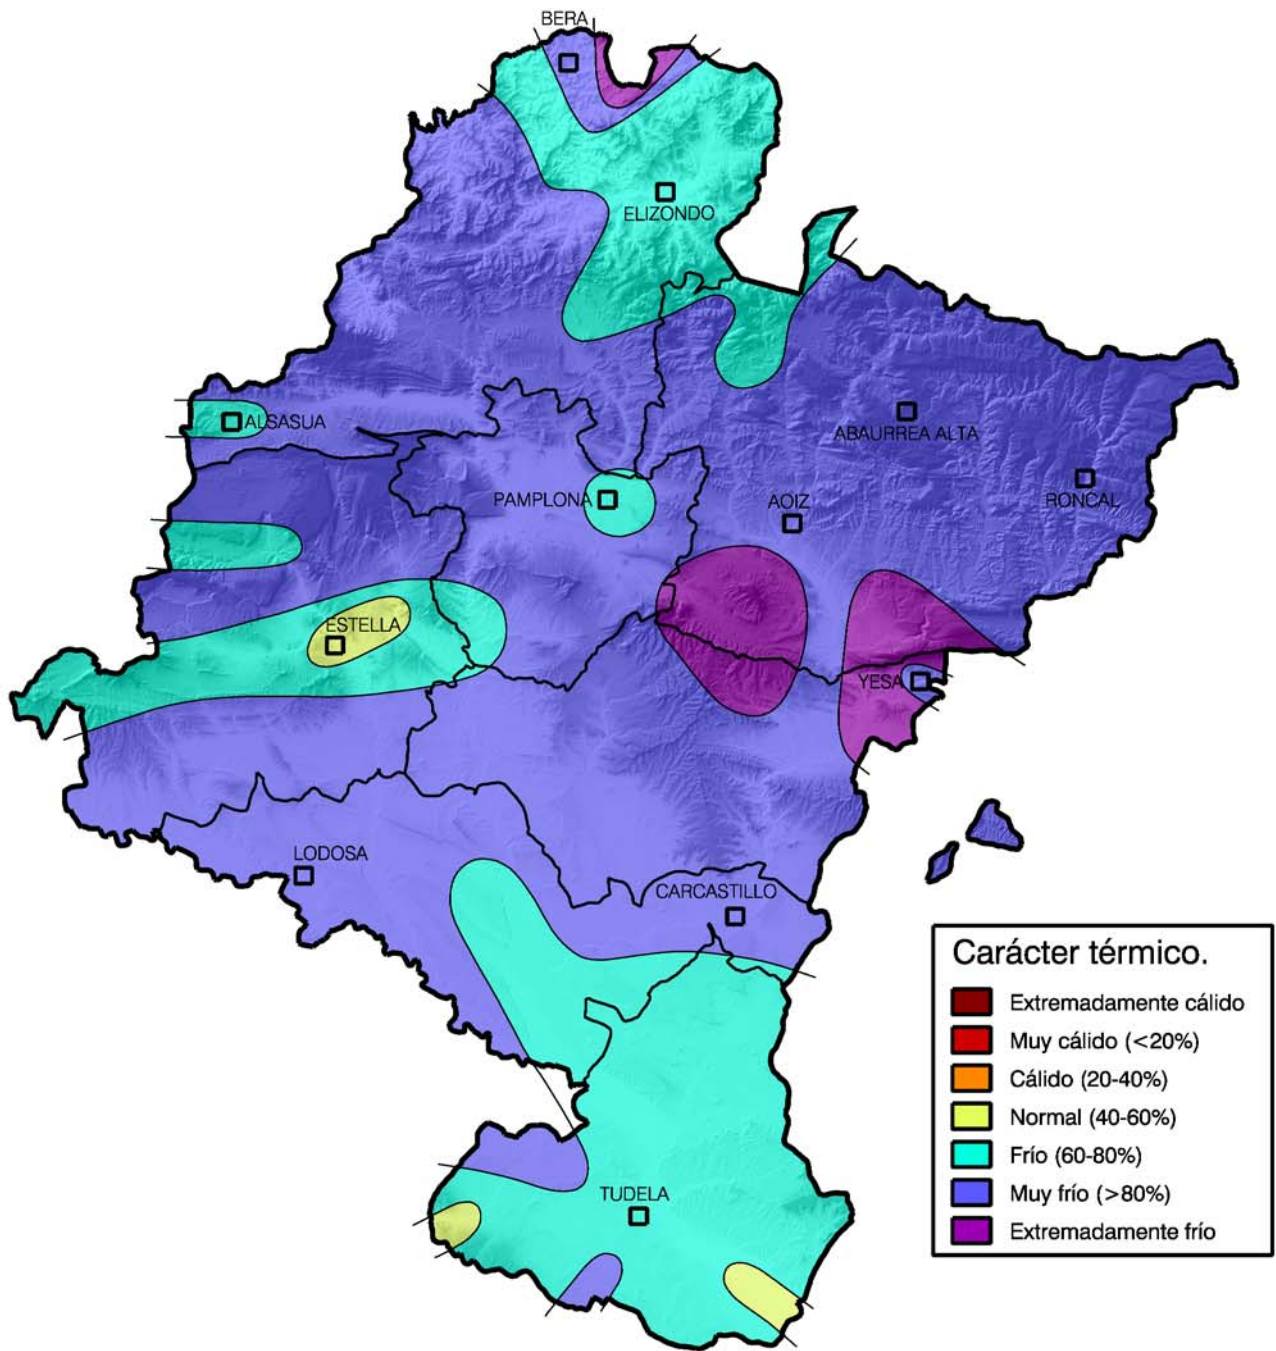 BERA
ELIZONDO
ALSASUA
ABAURREA ALTA
PAMPLONA
AOIZ
RONCAL
ESTELLA
YESA
LODOSA
CARCASTILLO
TUDELA
Carácter térmico.
Extremadamente cálido
Muy cálido (<20%)
Cálido (20-40%)
Normal (40-60%)
Frío (60-80%)
Muy frío (>80%)
Extremadamente frío